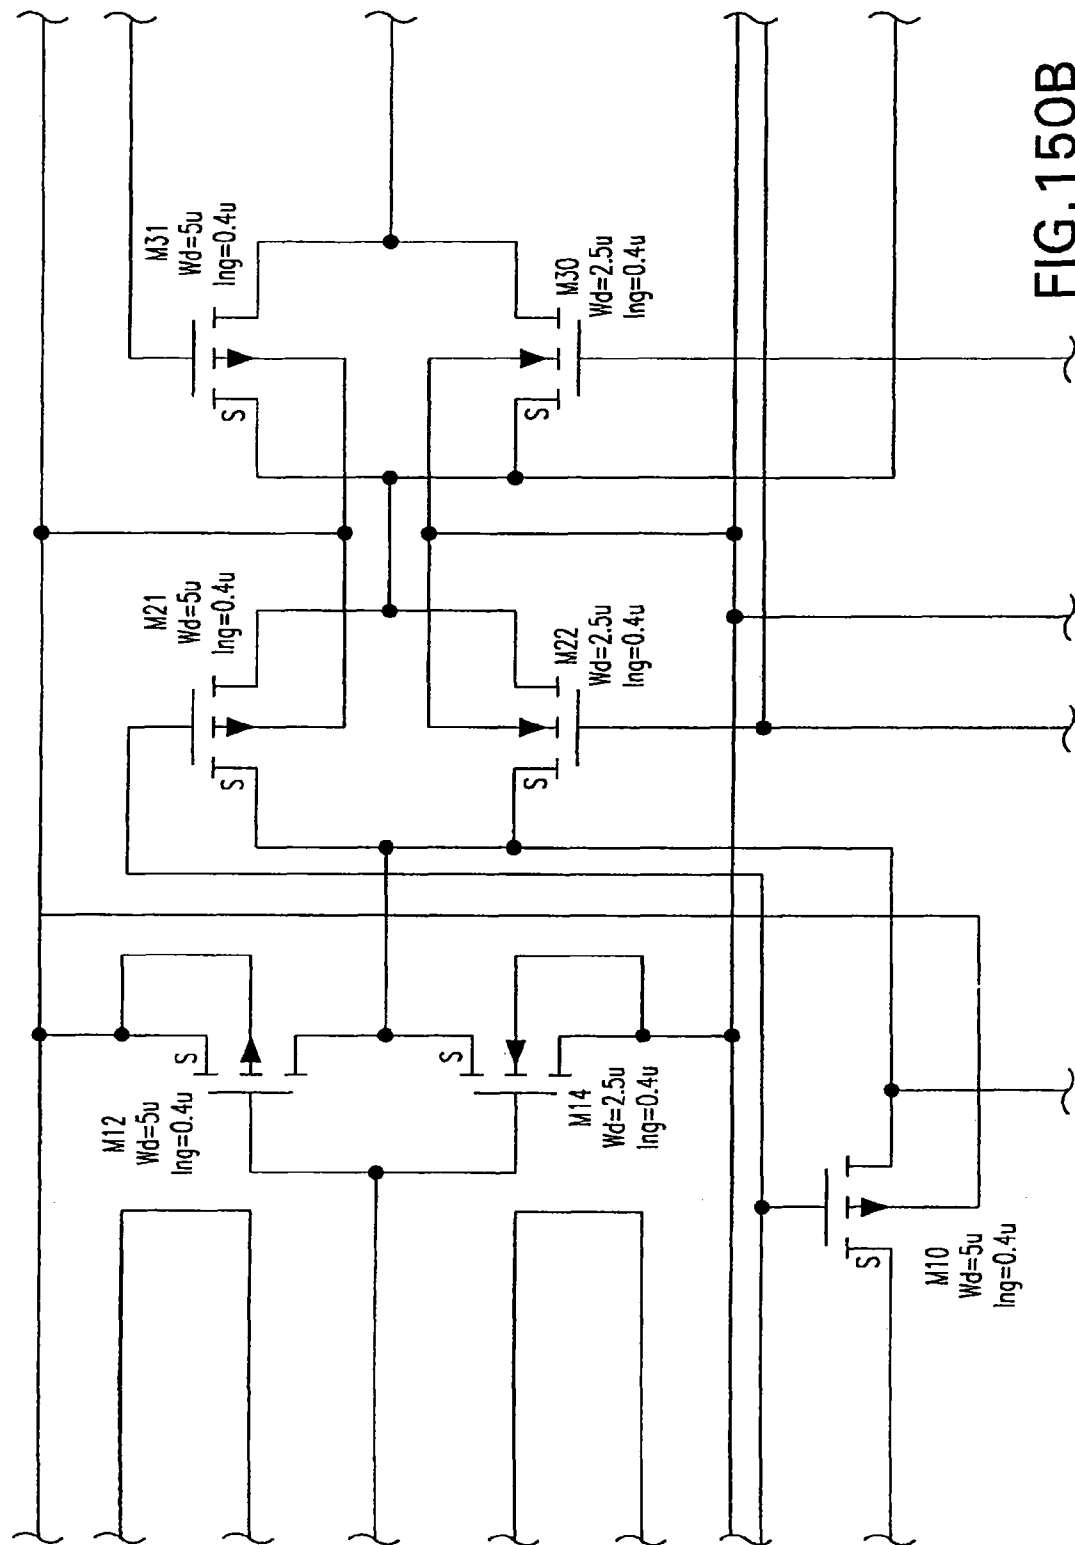 M12
Wd=5u
lng=0.4u
S
S
M14
Wd=2.5u
lng=0.4u
M10
Wd=5u
lng=0.4u
S
M21
Wd=5u
lng=0.4u
S
M22
Wd=2.5u
lng=0.4u
S
M31
Wd=5u
lng=0.4u
S
M30
Wd=2.5u
lng=0.4u
S
FIG. 150B